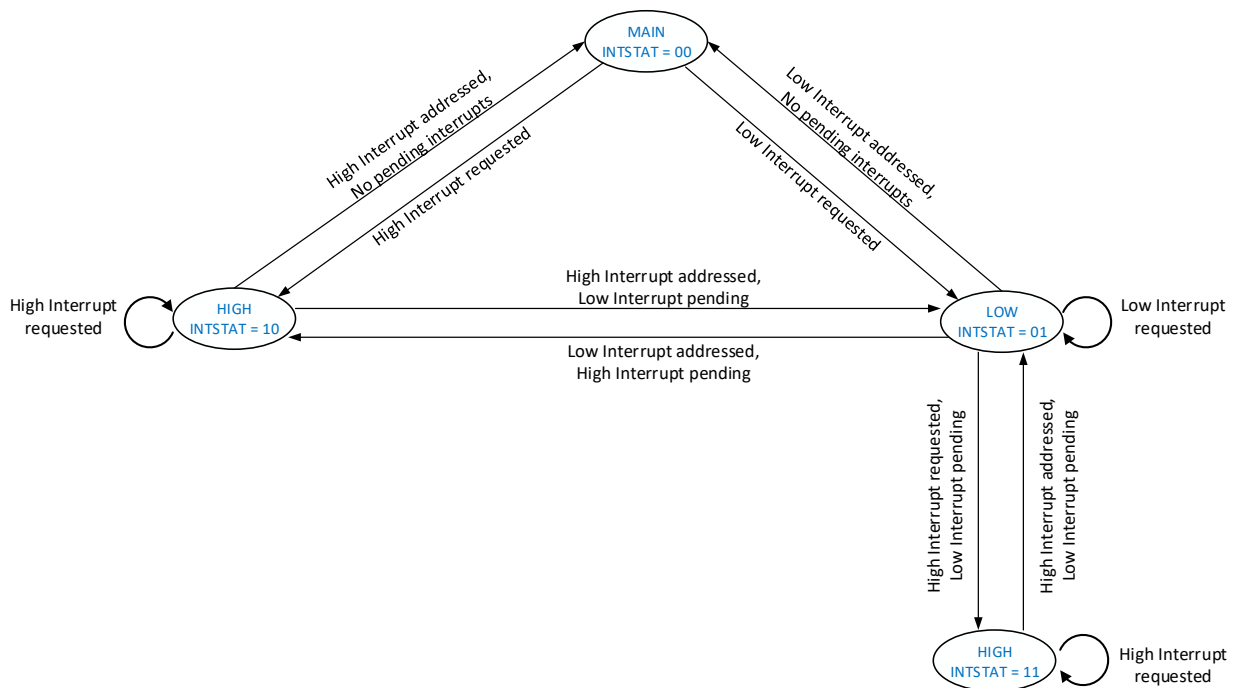 MAIN
INTSTAT = 00
High Interrupt addressed,
No pending interrupts
High Interrupt requested
Low Interrupt addressed,
No pending interrupts
Low Interrupt requested
High Interrupt
requested
HIGH
INTSTAT = 10
High Interrupt addressed,
Low Interrupt pending
Low Interrupt addressed,
High Interrupt pending
LOW
INTSTAT = 01
Low Interrupt
requested
High Interrupt requested,
Low Interrupt pending
High Interrupt addressed,
Low Interrupt pending
HIGH
INTSTAT = 11
High Interrupt
requested